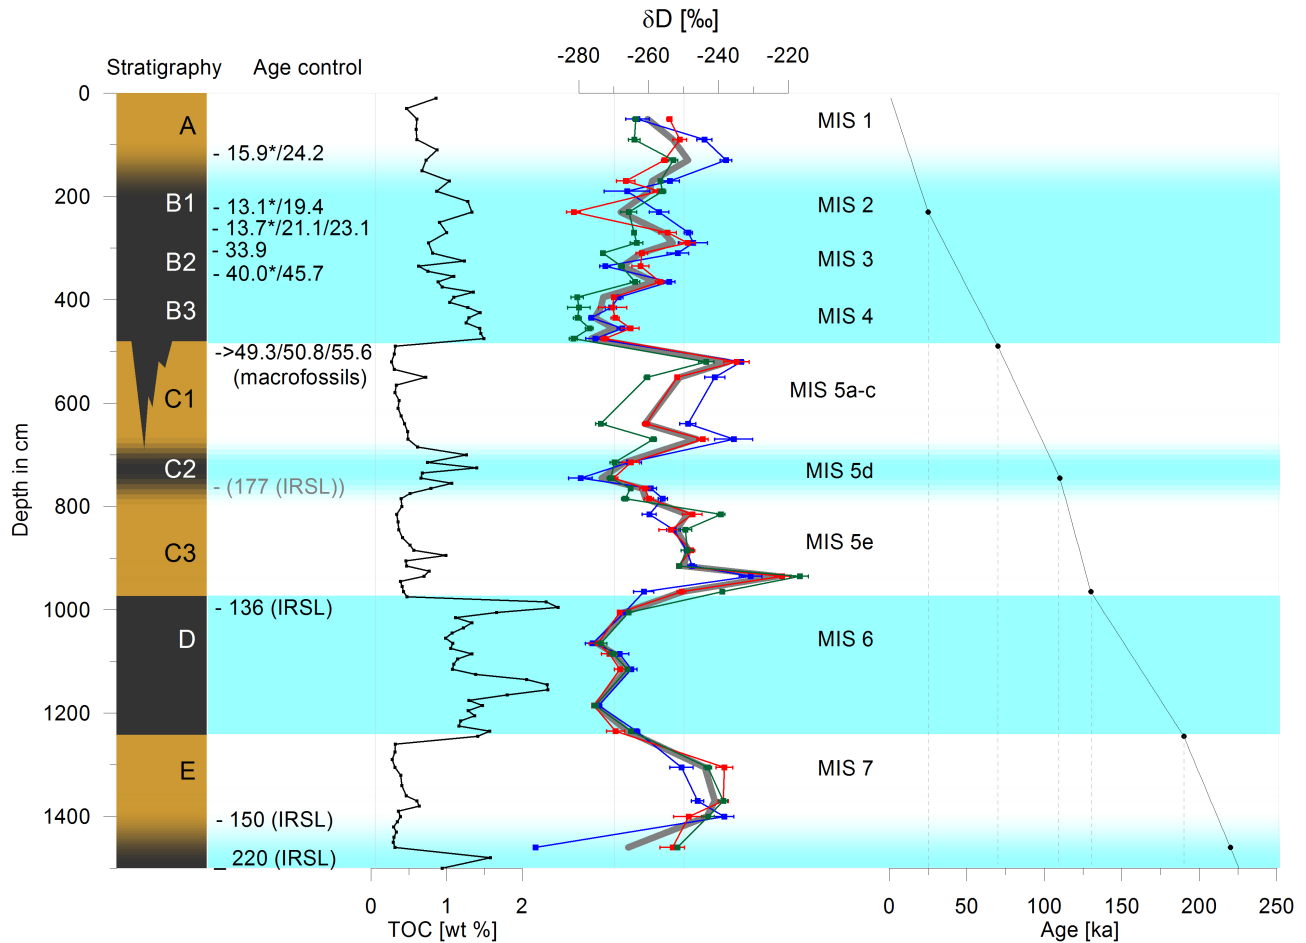 δD [‰]
-280 -260 -240 -220
Stratigraphy Age control
0
A
MIS 1
- 15.9*/24.2
200
B1
- 13.1*/19.4
MIS 2
- 13.7*/21.1/23.1
- 33.9
B2
MIS 3
- 40.0*/45.7
400
B3
MIS 4
->49.3/50.8/55.6
(macrofossils)
C1
MIS 5a-c
600
C2
MIS 5d
- (177 (IRSL))
800
C3
MIS 5e
1000
- 136 (IRSL)
D
MIS 6
1200
E
MIS 7
1400
- 150 (IRSL)
_ 220 (IRSL)
Depth in cm
0 1 2
TOC [wt %]
0 50 100 150 200 250
Age [ka]